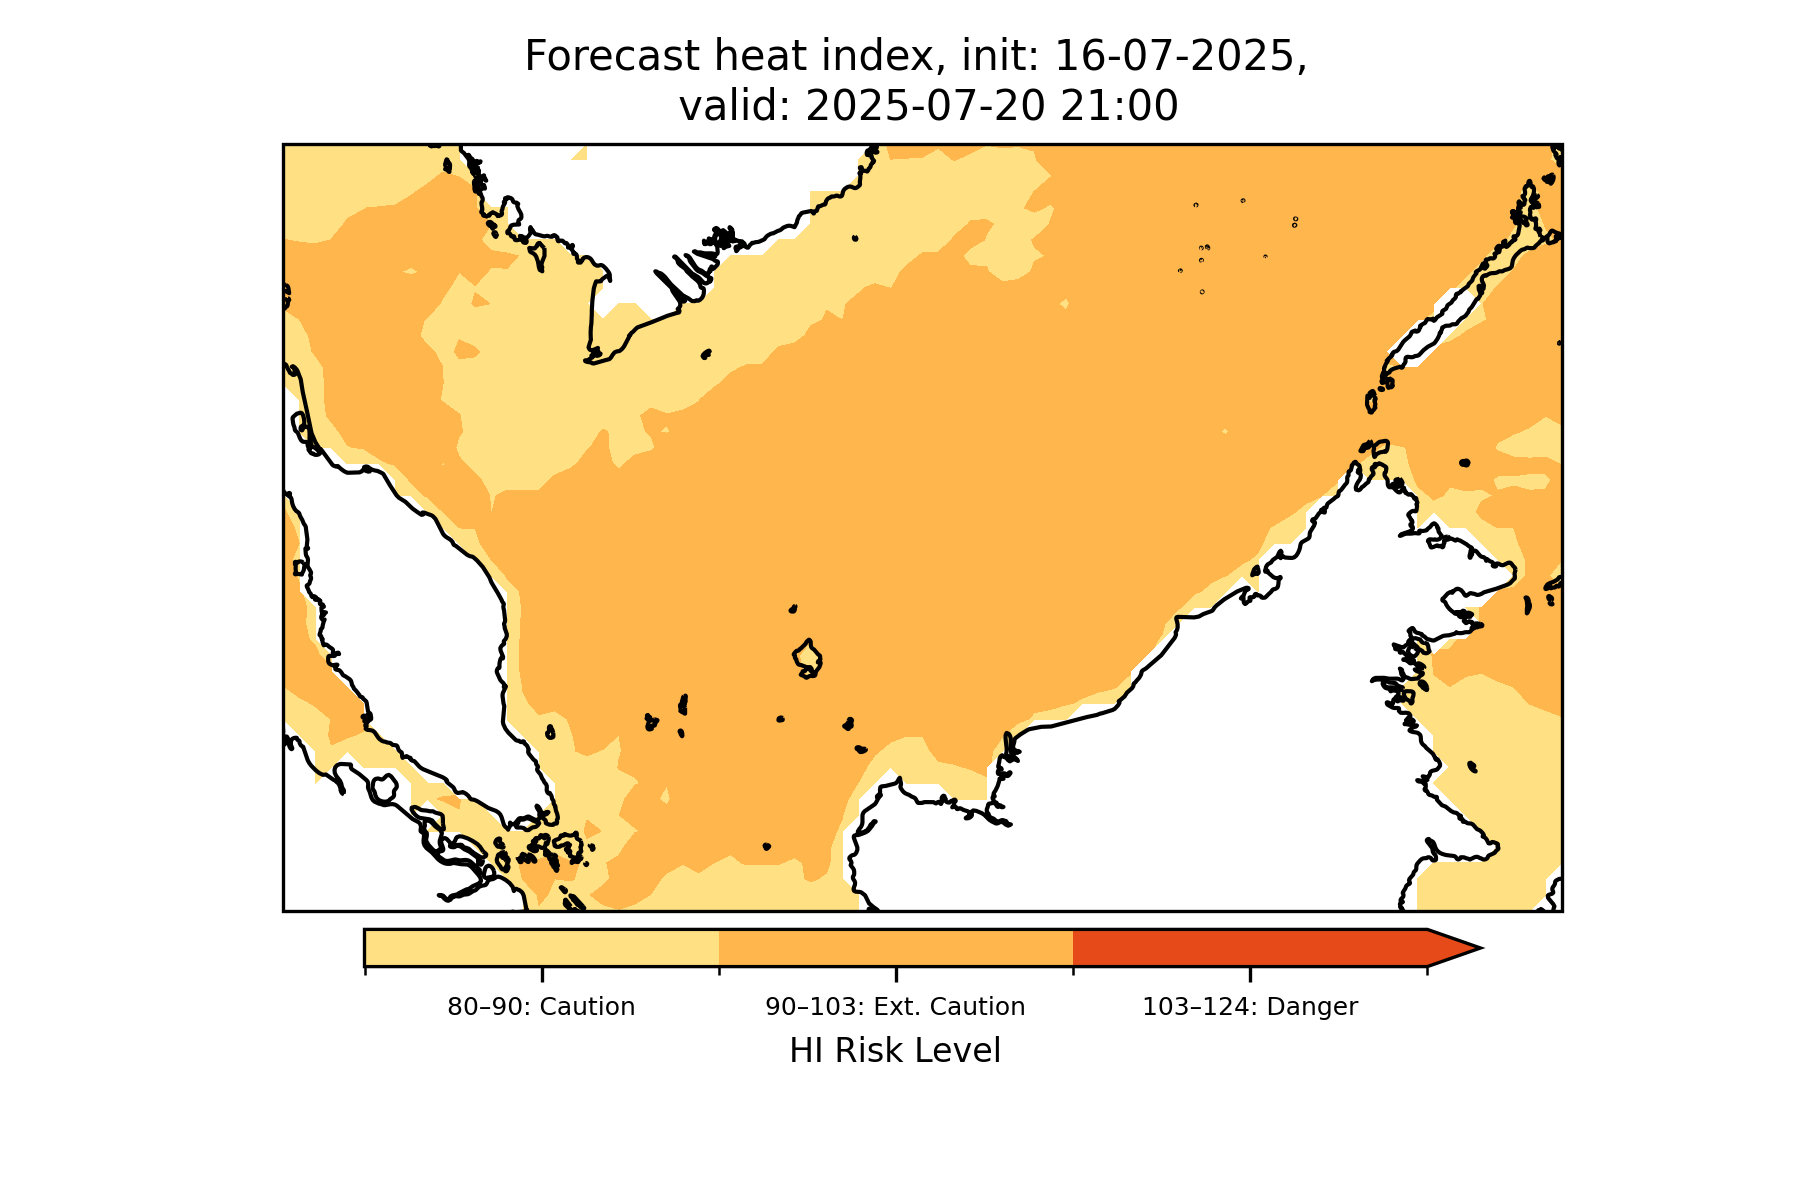 Forecast heat index, init: 16-07-2025,
valid: 2025-07-20 21:00
80–90: Caution
90–103: Ext. Caution
103–124: Danger
HI Risk Level